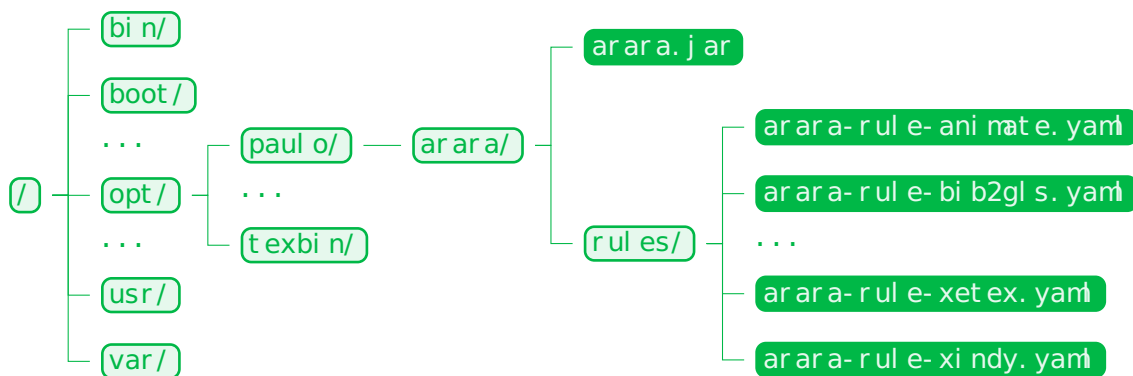 /
bin/
boot/
...
opt/
...
usr/
var/
paulo/
...
texbin/
arara/
arara.jar
rules/
arara-rule-animate.yaml
arara-rule-bib2gls.yaml
...
arara-rule-xetex.yaml
arara-rule-xindy.yaml